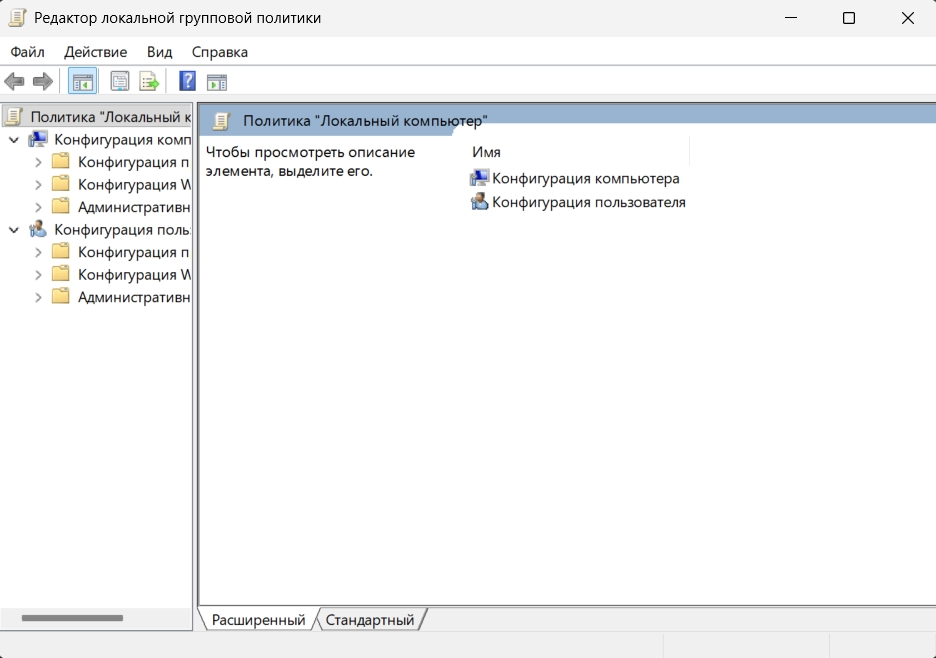 Редактор локальной групповой политики
Файл Действие Вид Справка
Политика "Локальный к
Конфигурация комп
Конфигурация п
Конфигурация W
Административн
Конфигурация поль
Конфигурация п
Конфигурация W
Административн
Политика "Локальный компьютер"
Чтобы просмотреть описание
элемента, выделите его.
Имя
Конфигурация компьютера
Конфигурация пользователя
Расширенный Стандартный